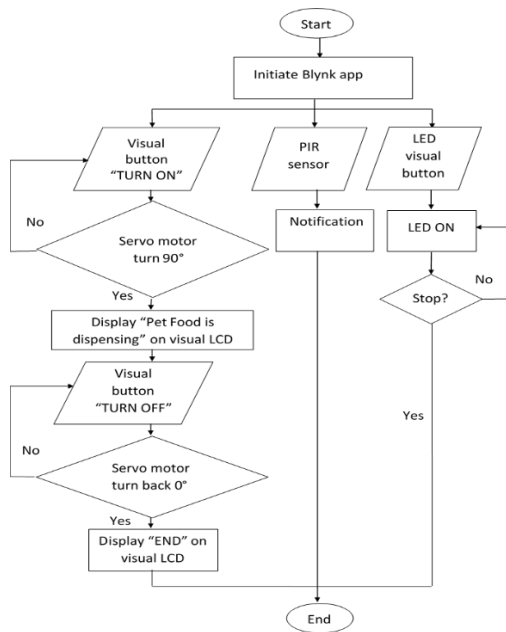 Start
Initiate Blynk app
Visual
button
“TURN ON”
PIR
sensor
LED
visual
button
No
Servo motor
turn 90°
Notification
LED ON
Yes
No
Stop?
Display “Pet Food is
dispensing” on visual LCD
Visual
button
“TURN OFF”
Yes
No
Servo motor
turn back 0°
Yes
Display “END” on
visual LCD
End